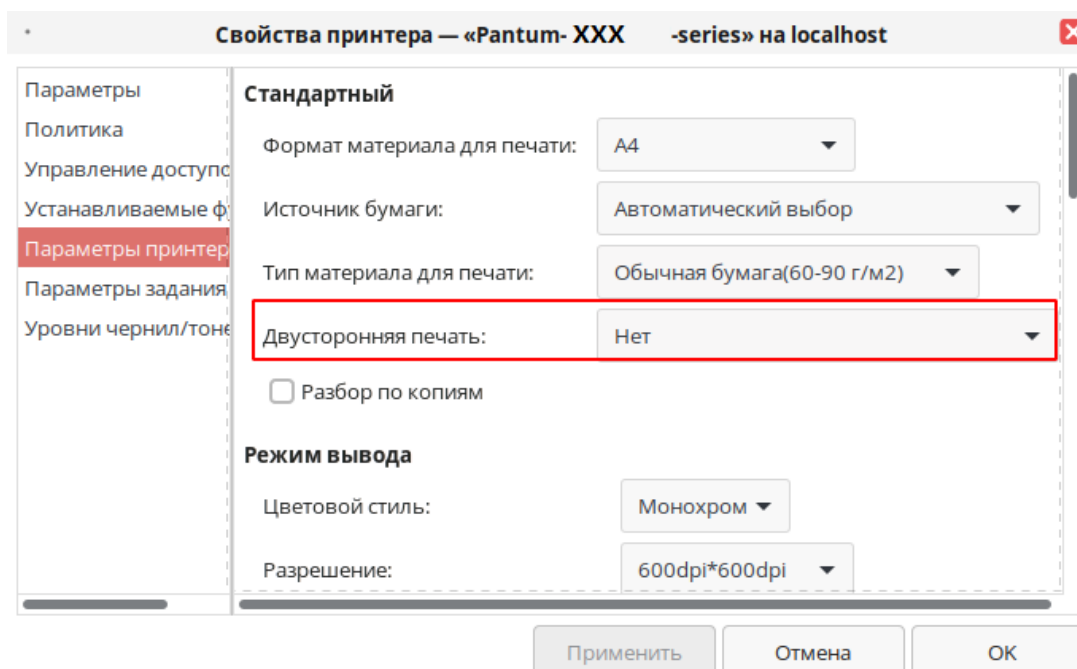 Свойства принтера — «Pantum- XXX -series» на localhost
Параметры
Политика
Управление доступо
Устанавливаемые ф
Параметры принтер
Параметры задания
Уровни чернил/тоне
Стандартный
Формат материала для печати: A4
Источник бумаги: Автоматический выбор
Тип материала для печати: Обычная бумага(60-90 г/м2)
Двусторонняя печать: Нет
Разбор по копиям
Режим вывода
Цветовой стиль: Монохром
Разрешение: 600dpi*600dpi
Применить Отмена OK